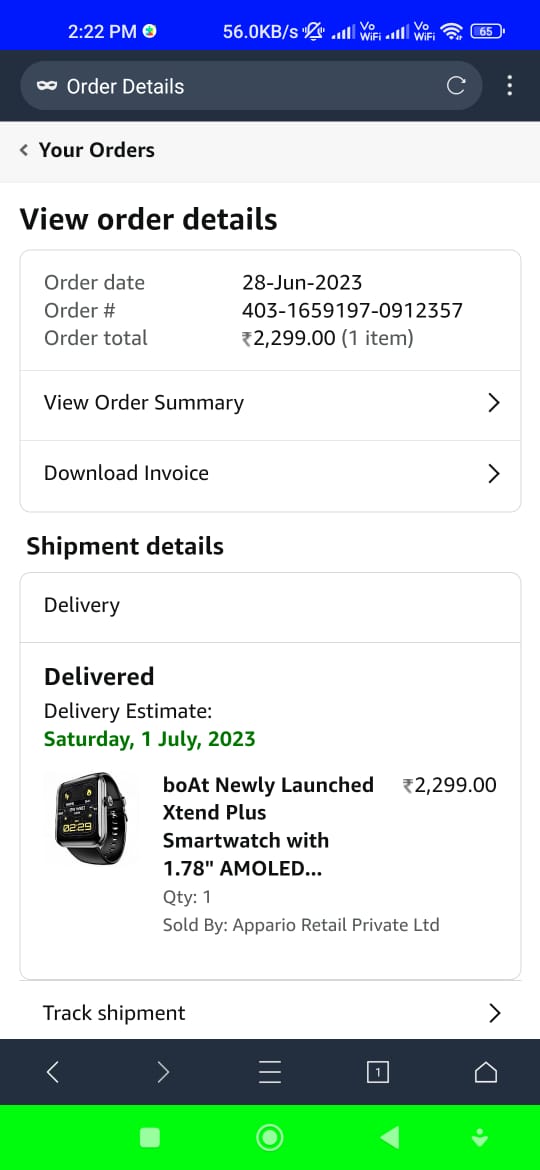 2:22 PM
56.0KB/s
Vo WiFi
Vo WiFi
65
Order Details
Your Orders
View order details
Order date 28-Jun-2023
Order # 403-1659197-0912357
Order total ₹2,299.00 (1 item)
View Order Summary
Download Invoice
Shipment details
Delivery
Delivered
Delivery Estimate:
Saturday, 1 July, 2023
boAt Newly Launched ₹2,299.00
Xtend Plus
Smartwatch with
1.78" AMOLED...
Qty: 1
Sold By: Appario Retail Private Ltd
02:29
Track shipment
1